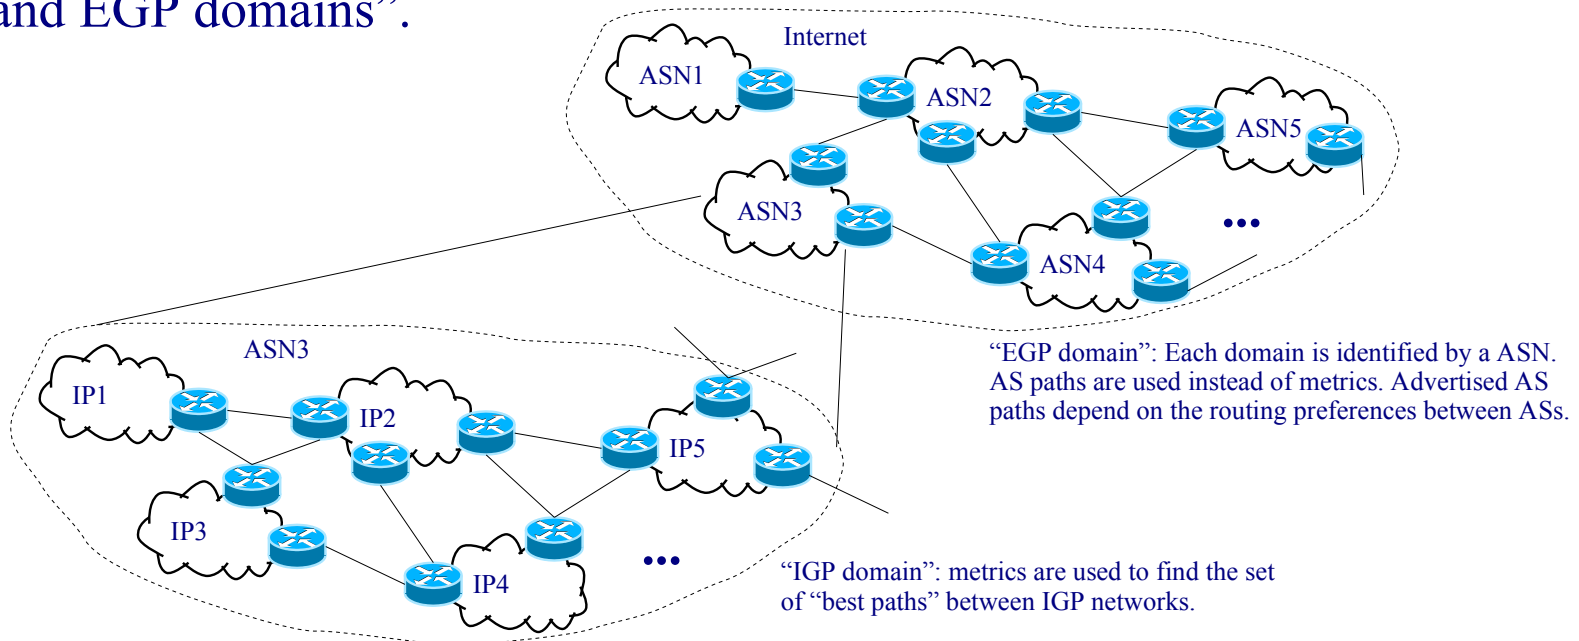 and EGP domains”.
Internet
ASN1
ASN2
ASN5
ASN3
ASN4
...
“EGP domain”: Each domain is identified by a ASN.
AS paths are used instead of metrics. Advertised AS
paths depend on the routing preferences between ASs.
ASN3
IP1
IP2
IP5
IP3
IP4
...
“IGP domain”: metrics are used to find the set
of “best paths” between IGP networks.